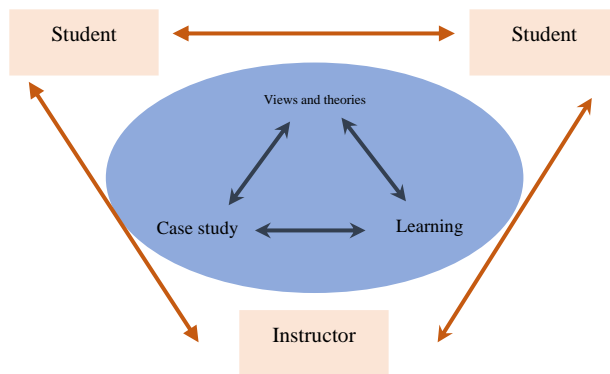 Student
Student
Views and theories
Case study
Learning
Instructor